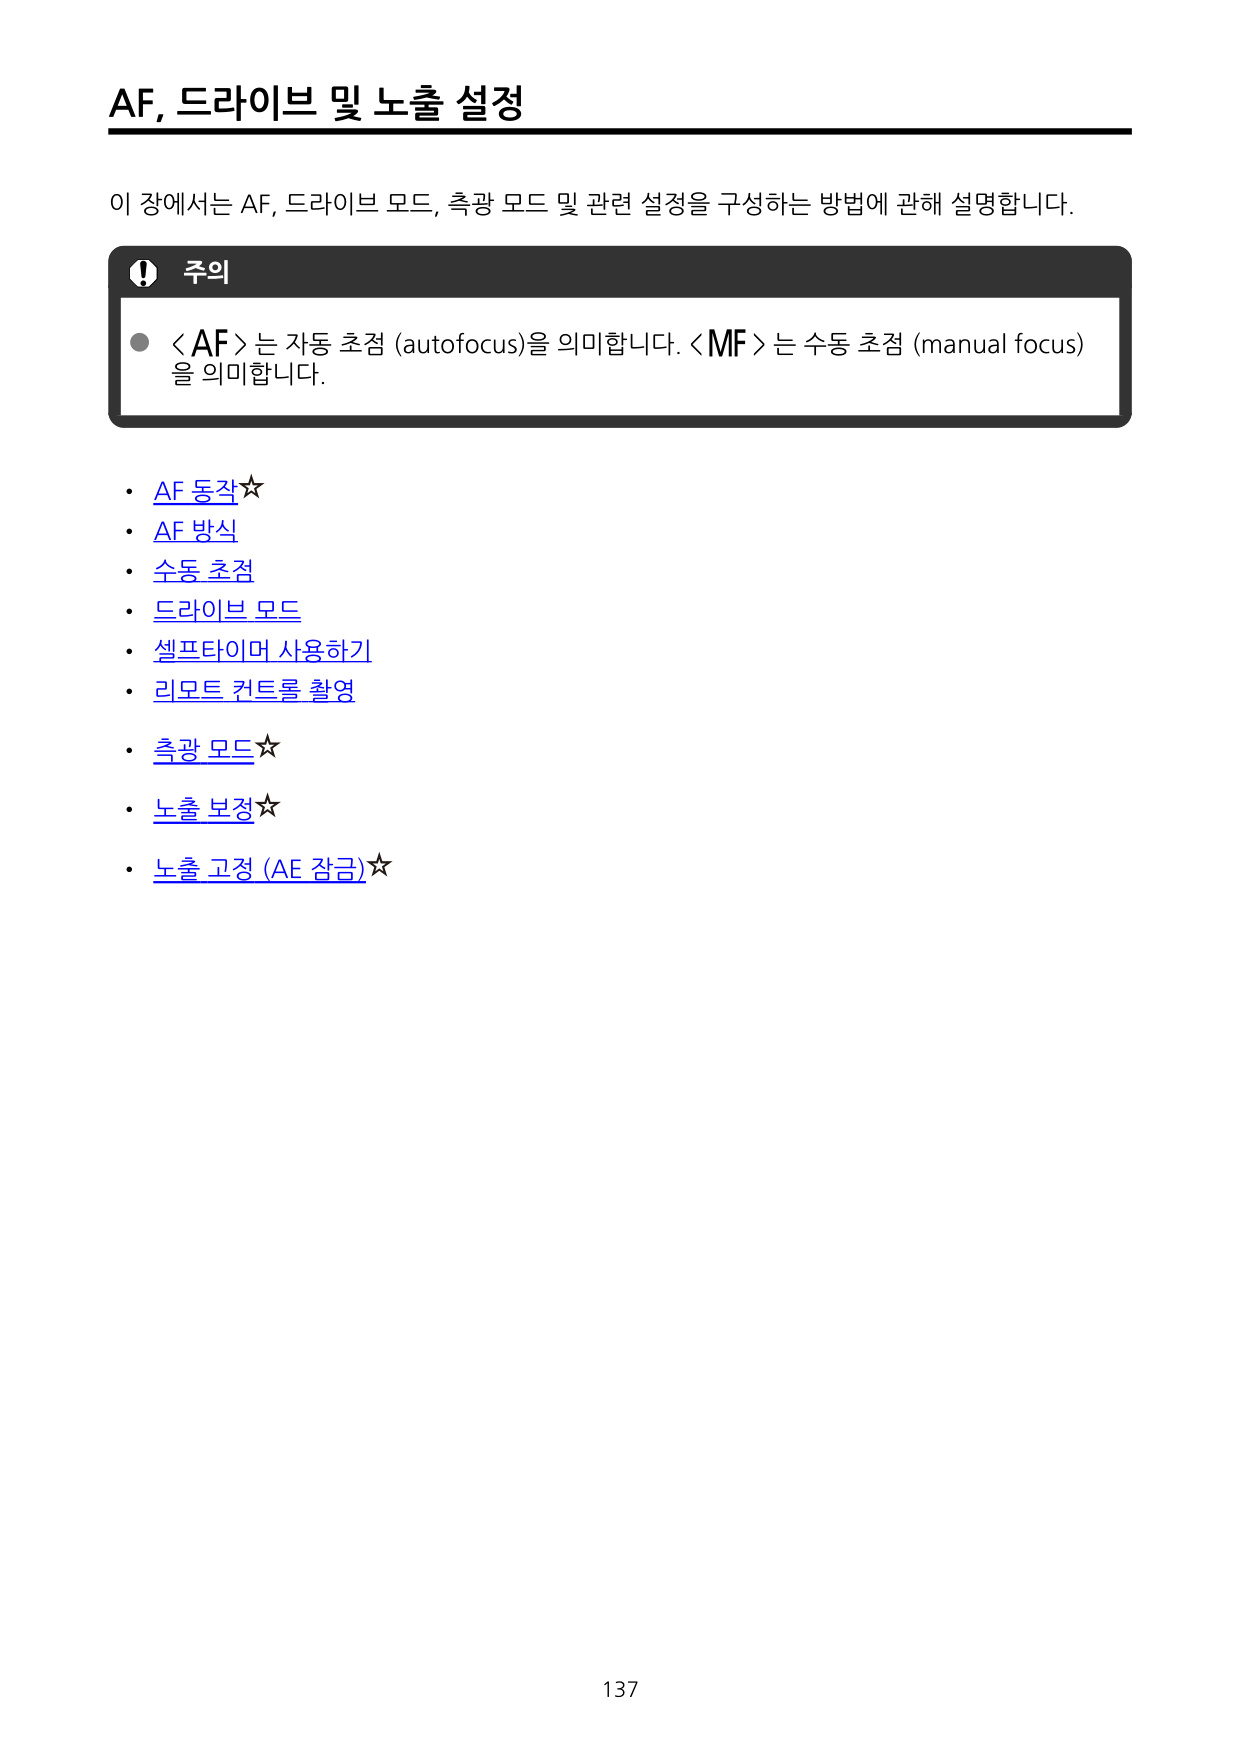 AF, 드라이브 및 노출 설정
이 장에서는 AF, 드라이브 모드, 측광 모드 및 관련 설정을 구성하는 방법에 관해 설명합니다.
주의
● < AF > 는 자동 초점 (autofocus)을 의미합니다. < MF > 는 수동 초점 (manual focus)
을 의미합니다.
• AF 동작☆
• AF 방식
• 수동 초점
• 드라이브 모드
• 셀프타이머 사용하기
• 리모트 컨트롤 촬영
• 측광 모드☆
• 노출 보정☆
• 노출 고정 (AE 잠금)☆
137